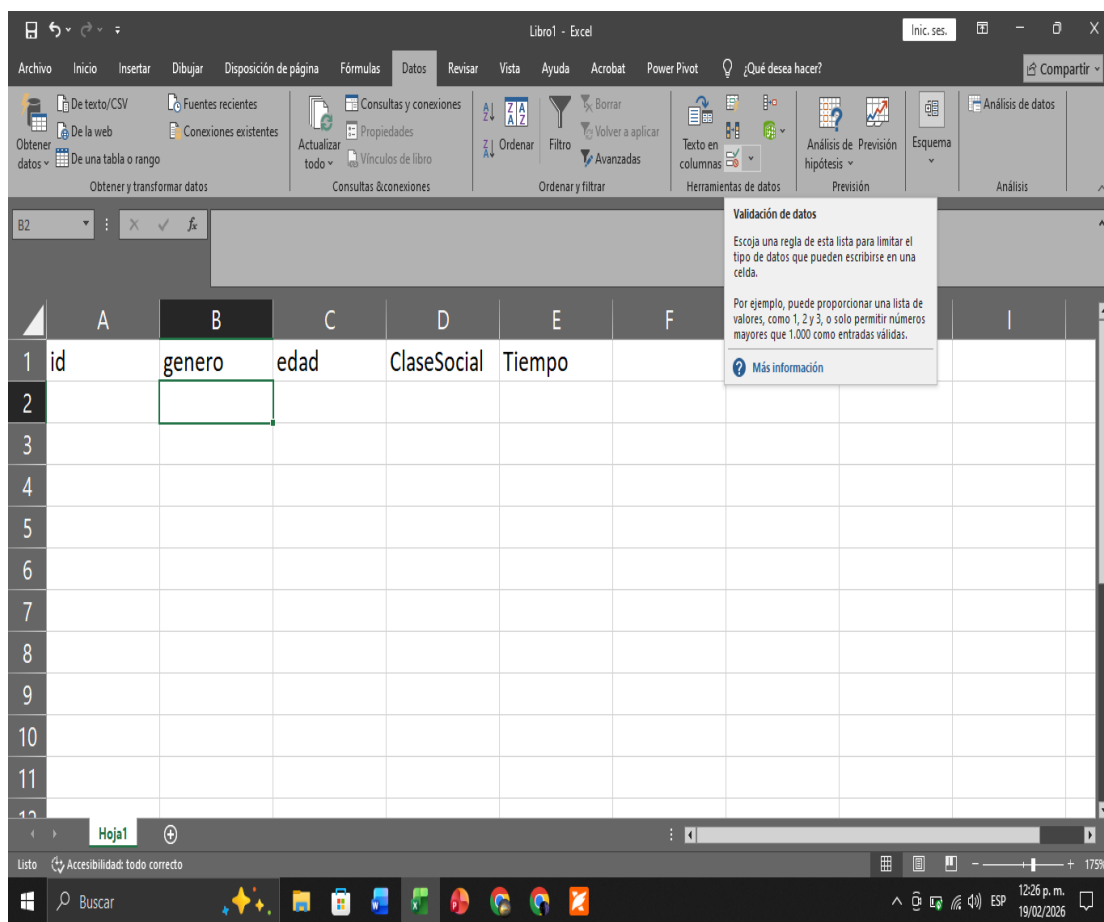 Libro1 - Excel
Inic. ses.
Archivo Inicio Insertar Dibujar Disposición de página Fórmulas Datos Revisar Vista Ayuda Acrobat Power Pivot ¿Qué desea hacer? Compartir
Obtener datos
De texto/CSV
De la web
De una tabla o rango
Fuentes recientes
Conexiones existentes
Obtener y transformar datos
Actualizar todo
Consultas y conexiones
Propiedades
Vínculos de libro
Consultas &conexiones
Ordenar
Filtro
Borrar
Volver a aplicar
Avanzadas
Ordenar y filtrar
Texto en
columnas
Herramientas de datos
Análisis de
hipótesis
Previsión
Previsión
Esquema
Análisis de datos
Análisis
B2
fx
Validación de datos
Escoja una regla de esta lista para limitar el
tipo de datos que pueden escribirse en una
celda.
Por ejemplo, puede proporcionar una lista de
valores, como 1, 2 y 3, o solo permitir números
mayores que 1.000 como entradas válidas.
Más información
A B C D E F I
1 id genero edad ClaseSocial Tiempo
2
3
4
5
6
7
8
9
10
11
Hoja1
Listo Accesibilidad: todo correcto
175%
Buscar
ESP
12:26 p. m.
19/02/2026